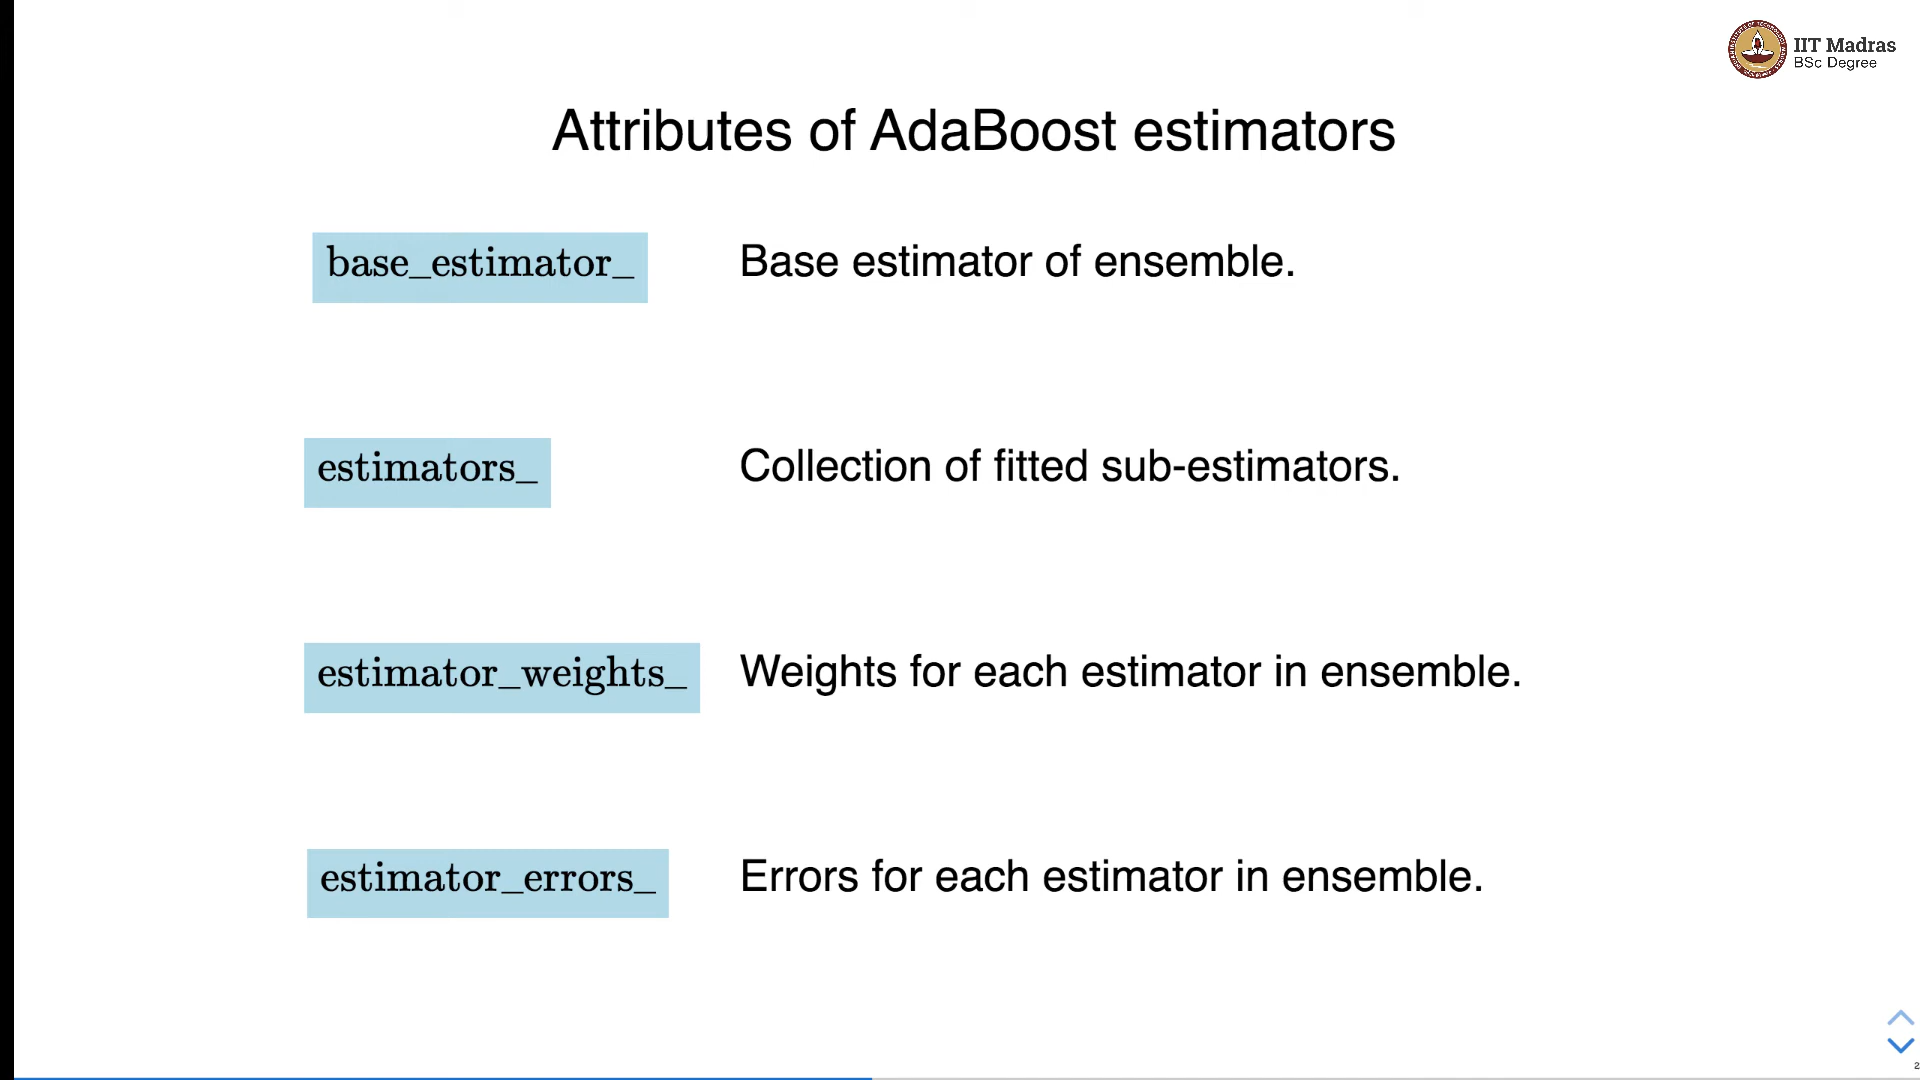 IIT Madras
BSc Degree
Attributes of AdaBoost estimators
base_estimator_ Base estimator of ensemble.
estimators_ Collection of fitted sub-estimators.
estimator_weights_ Weights for each estimator in ensemble.
estimator_errors_ Errors for each estimator in ensemble.
2